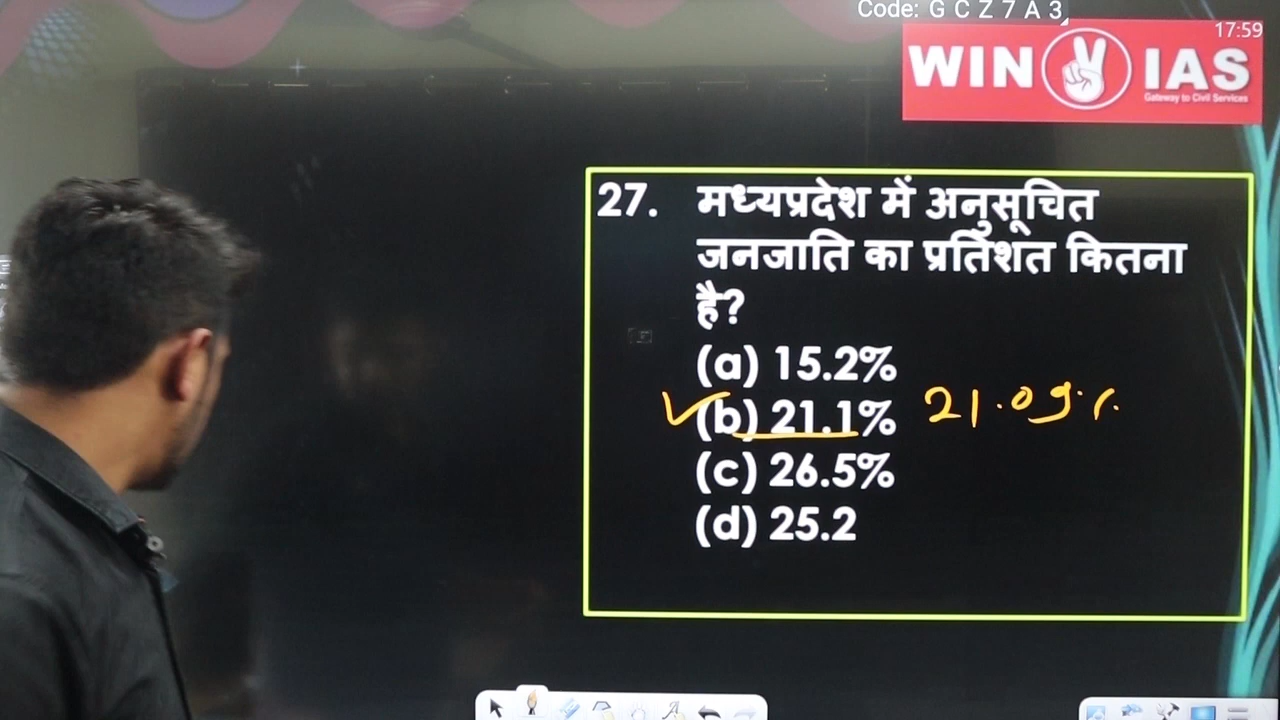 Code: G C Z 7 A 3
17:59
WIN IAS
Gateway to Civil Services
27. मध्यप्रदेश में अनुसूचित
जनजाति का प्रतिशत कितना
है?
(a) 15.2%
(b) 21.1% 21.09%
(c) 26.5%
(d) 25.2